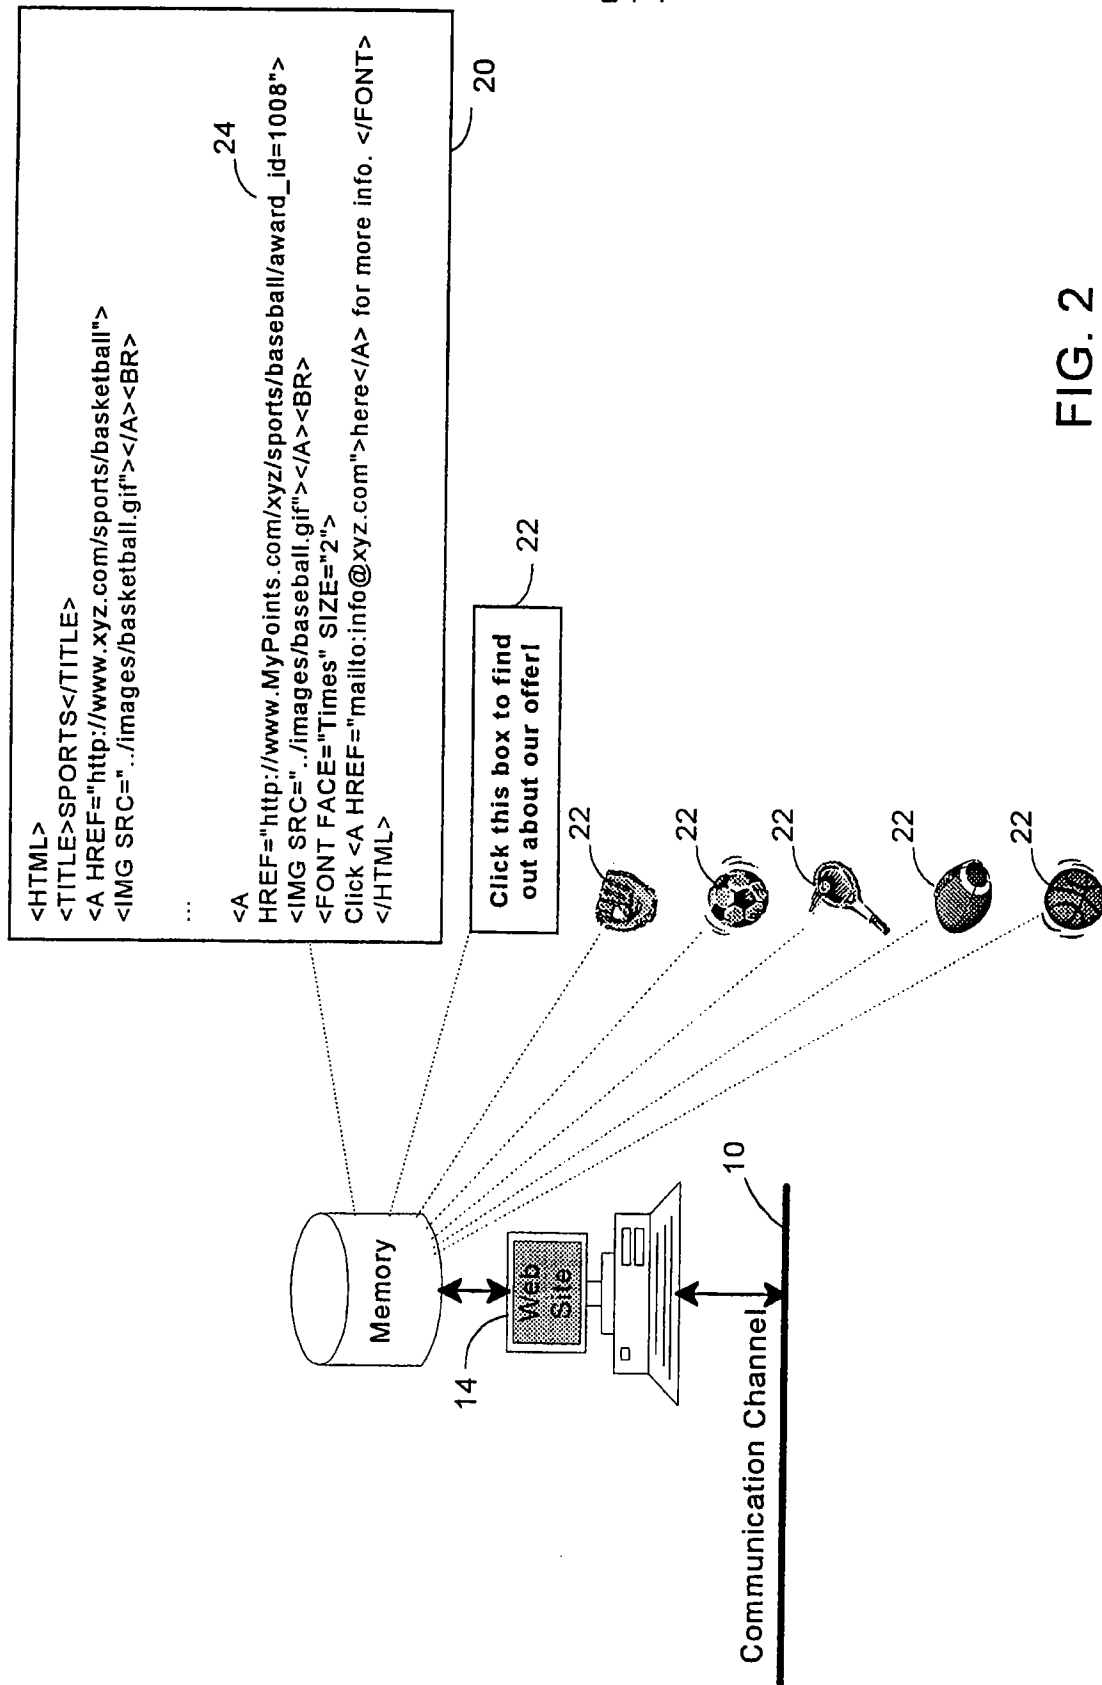 <HTML>
<TITLE>SPORTS</TITLE>
<A HREF="http://www.xyz.com/sports/basketball">
<IMG SRC="../images/basketball.gif"></A><BR>
...
<A
HREF="http://www.MyPoints.com/xyz/sports/baseball/award_id=1008">
<IMG SRC="../images/baseball.gif"></A><BR>
<FONT FACE="Times" SIZE="2">
Click <A HREF="mailto:info@xyz.com">here</A> for more info. </FONT>
</HTML>
24
20
Memory
Click this box to find
out about our offer!
22
14
Web
Site
22
22
22
22
22
10
Communication Channel
FIG. 2